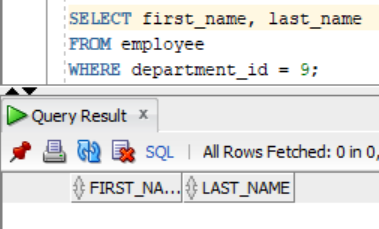 SELECT first_name, last_name
FROM employee
WHERE department_id = 9;
Query Result x
SQL | All Rows Fetched: 0 in 0,
FIRST_NA... LAST_NAME